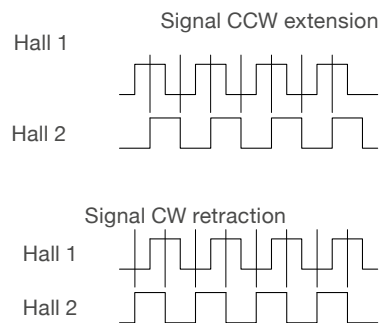 Signal CCW extension
Hall 1
Hall 2
Signal CW retraction
Hall 1
Hall 2